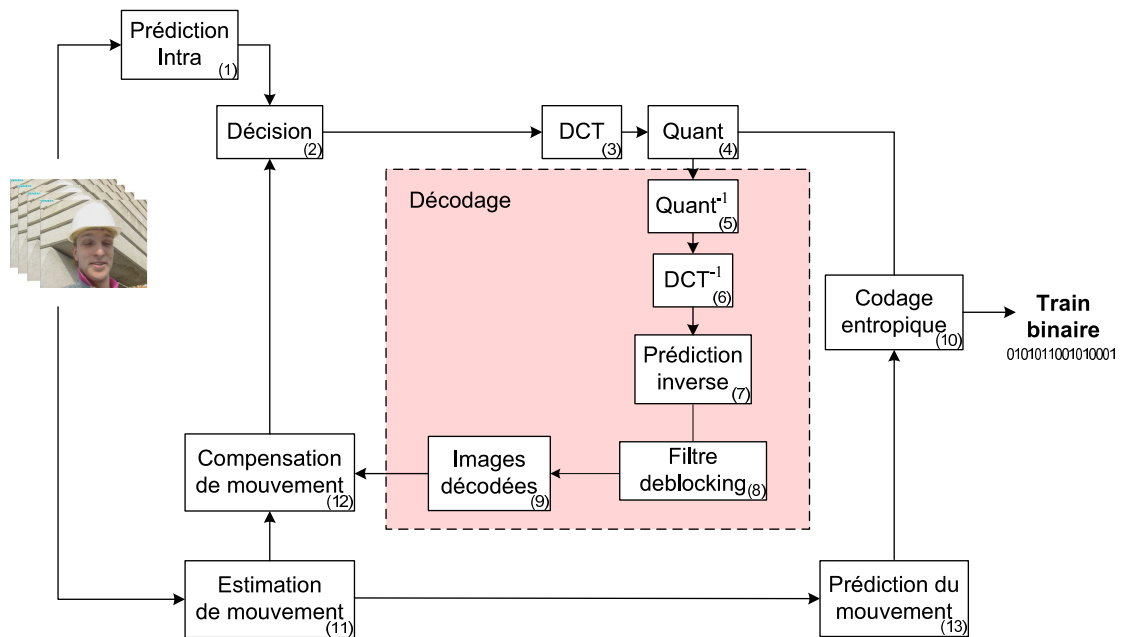 Prédiction
Intra
(1)
Décision
(2)
DCT
(3)
Quant
(4)
Décodage
Quant-1
(5)
DCT-1
(6)
Prédiction
inverse
(7)
Filtre
deblocking
(8)
Images
décodées
(9)
Codage
entropique
(10)
Train
binaire
0101011001010001
Compensation
de mouvement
(12)
Estimation
de mouvement
(11)
Prédiction du
mouvement
(13)